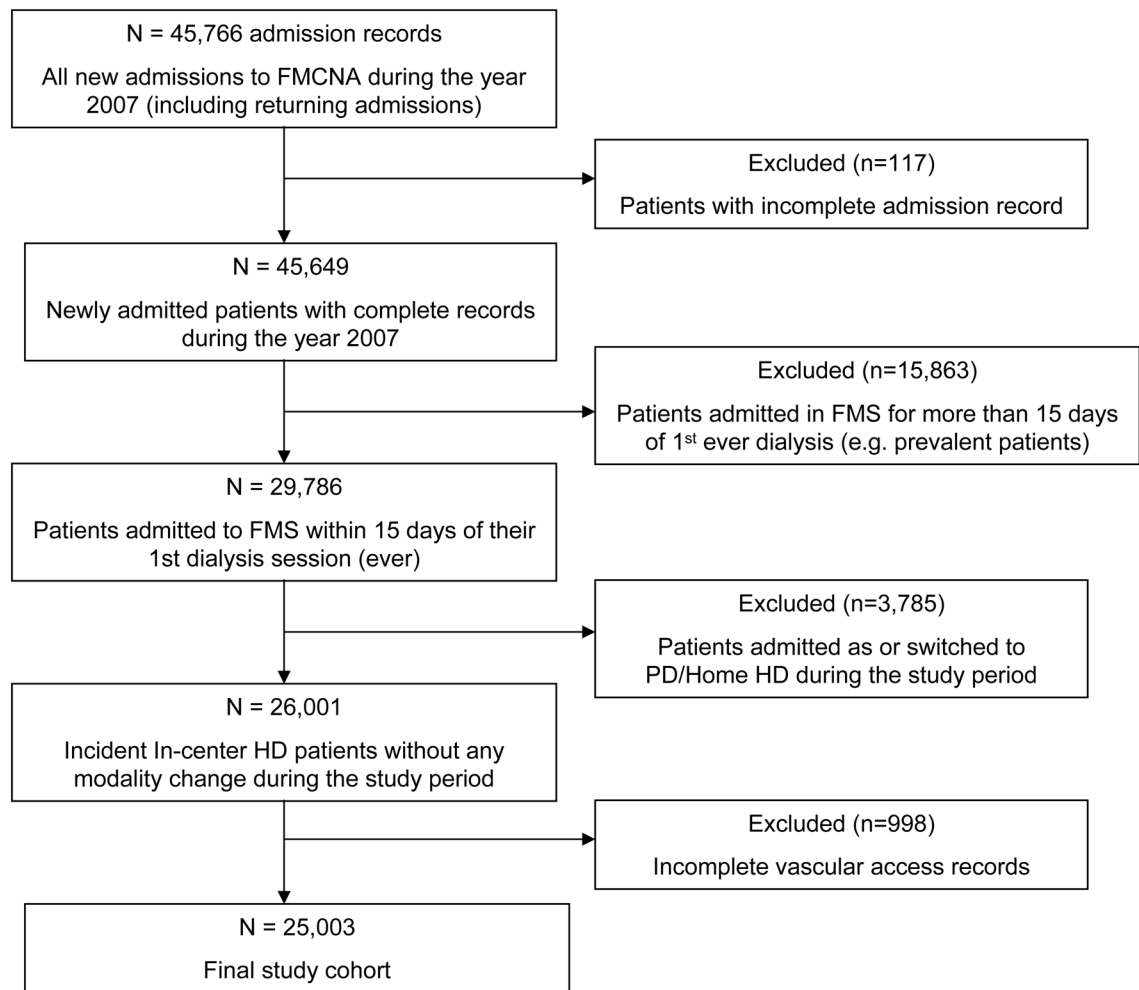 N = 45,766 admission records
All new admissions to FMCNA during the year
2007 (including returning admissions)
Excluded (n=117)
Patients with incomplete admission record
N = 45,649
Newly admitted patients with complete records
during the year 2007
Excluded (n=15,863)
Patients admitted in FMS for more than 15 days
of 1st ever dialysis (e.g. prevalent patients)
N = 29,786
Patients admitted to FMS within 15 days of their
1st dialysis session (ever)
Excluded (n=3,785)
Patients admitted as or switched to
PD/Home HD during the study period
N = 26,001
Incident In-center HD patients without any
modality change during the study period
Excluded (n=998)
Incomplete vascular access records
N = 25,003
Final study cohort